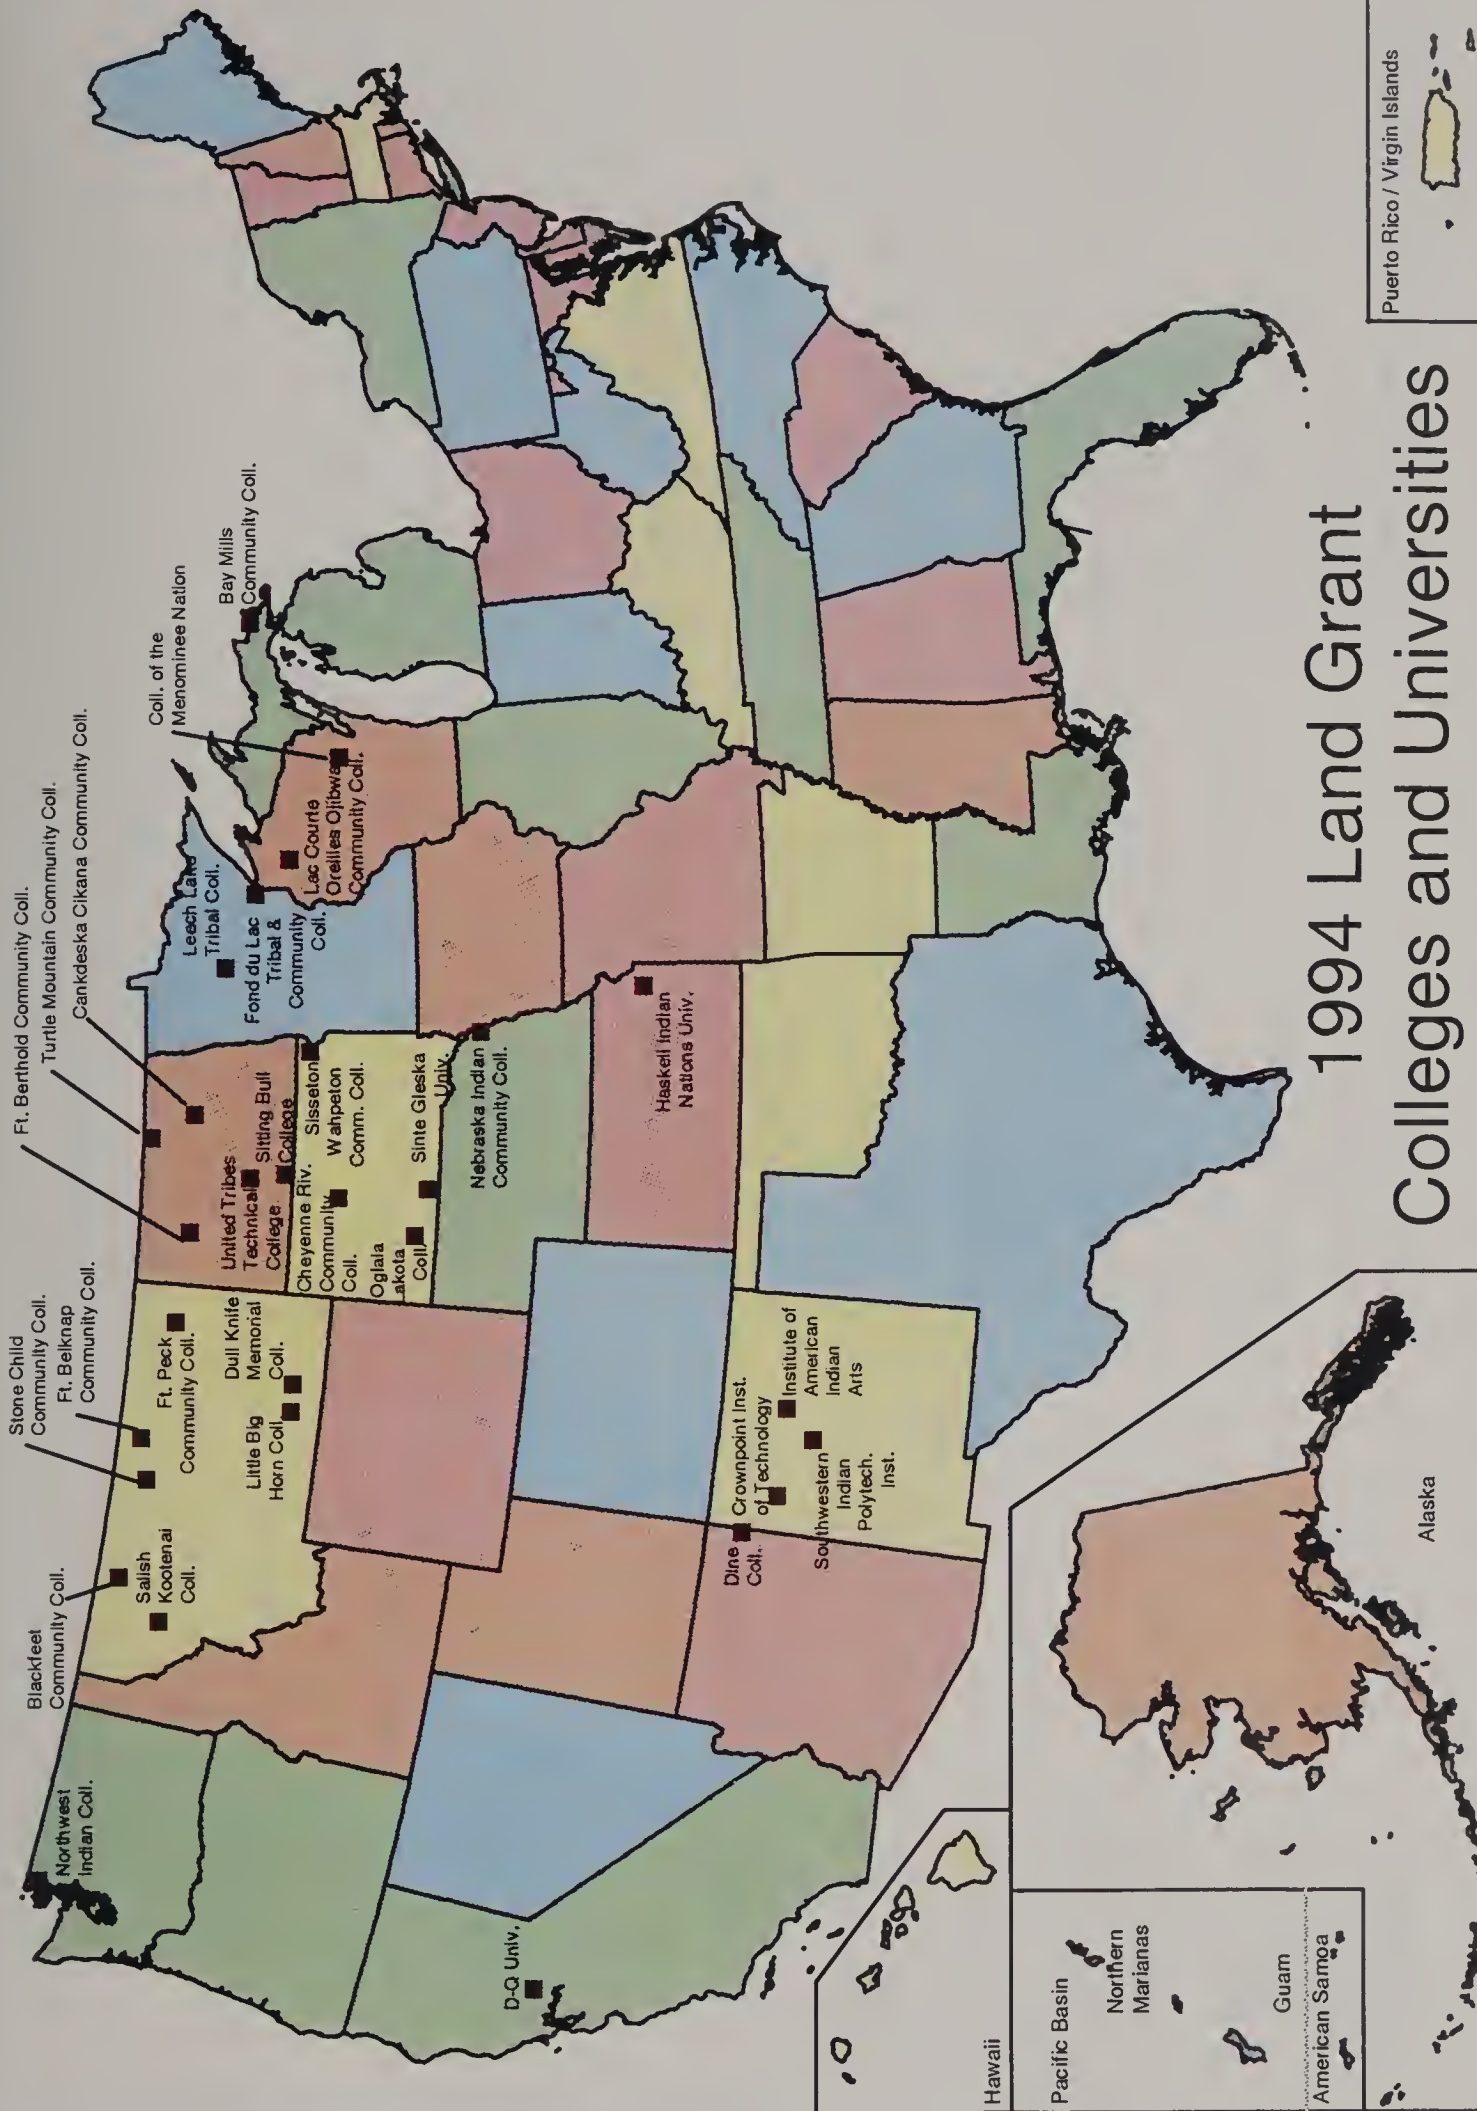 Blackfeet
Community Coll.
Stone Child
Community Coll.
Ft. Belknap
Community Coll.
Ft. Berthold Community Coll.
Turtle Mountain Community Coll.
Cankdeska Cikana Community Coll.
Coll. of the
Menominee Nation
Bay Mills
Community Coll.
Northwest
Indian Coll.
Salish
Kootenai
Coll.
Ft. Peck
Community Coll.
Dull Knife
Memorial
Coll.
Little Big
Horn Coll.
United Tribes
Technical
College
Sitting Bull
College
Cheyenne Riv.
Community
Coll.
Sisseton
Wahpeton
Comm. Coll.
Oglala
akota
Coll.
Sinte Gleska
Univ.
Leech Lake
Tribal Coll.
Fond du Lac
Tribal &
Community
Coll.
Lac Courte
Oreilles Ojibwa
Community Coll.
Nebraska Indian
Community Coll.
Haskell Indian
Nations Univ.
D-Q Univ.
Dine
Coll.
Crownpoint Inst.
of Technology
Institute of
American
Indian
Arts
Southwestern
Indian
Polytech.
Inst.
1994 Land Grant
Colleges and Universities
Hawaii
Pacific Basin
Northern
Marianas
Guam
American Samoa
Alaska
Puerto Rico / Virgin Islands